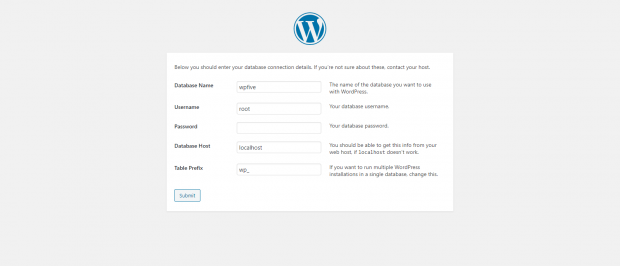 Below you should enter your database connection details. If you're not sure about these, contact your host.
Database Name
wpfive
The name of the database you want to use
with WordPress.
Username
root
Your database username.
Password
Your database password.
Database Host
localhost
You should be able to get this info from your
web host, if localhost doesn't work.
Table Prefix
wp_
If you want to run multiple WordPress
installations in a single database, change this.
Submit